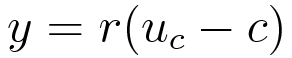 y = r(u_c − c)